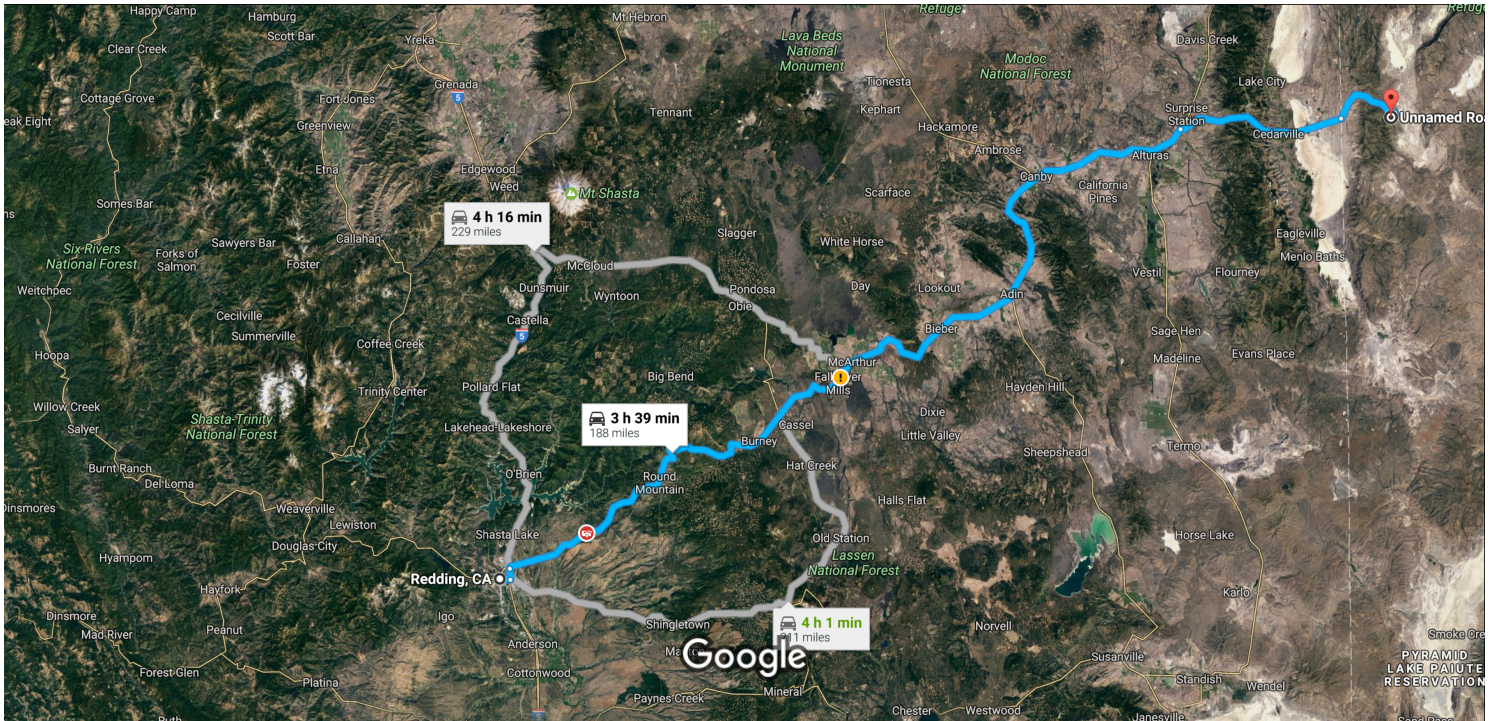 Happy Camp
Hamburg
Mt Hebron
Refuge
Scott Bar
Yreka
Lava Beds
National
Monument
Davis Creek
Clear Creek
Modoc
National Forest
Tionesta
Lake City
Grenada
5
Cottage Grove
Fort Jones
Tennant
Kephart
Surprise
Station
Unnamed Roa
eak Eight
Greenview
Hackamore
Cedarville
Ambrose
Alturas
Etna
Edgewood
Weed
Canby
California
Pines
Mt Shasta
Scarface
Somes Bar
4 h 16 min
229 miles
ns
Sawyers Bar
Callahan
Slagger
White Horse
Eagleville
Six Rivers
National Forest
Forks of
Salmon
Foster
McCloud
Menlo Baths
Vestil
Flourney
Weitchpec
Dunsmuir
Wyntoon
Pondosa
Day
Lookout
Adin
Obie
Cecilville
Castella
5
Bieber
Summerville
Coffee Creek
Sage Hen
Hoopa
McArthur
Madeline
Evans Place
Big Bend
Mills
Pollard Flat
Hayden Hill
Trinity Center
Willow Creek
Shasta-Trinity
National Forest
3 h 39 min
188 miles
Dixie
Salyer
Lakehead-Lakeshore
Cassel
Little Valley
Burney
Termo
Sheepshead
Burnt Ranch
O'Brien
Round
Mountain
Hat Creek
Del Loma
Halls Flat
Dinsmores
Weaverville
Lewiston
Shasta Lake
Old Station
Horse Lake
Douglas City
Lassen
National Forest
Hyampom
Redding, CA
Hayfork
Karlo
Dinsmore
Igo
Shingletown
4 h 1 min
Norvell
Mad River
Peanut
Smoke Cre
Anderson
Google
Susanville
PYRAMID
LAKE PAIUTE
RESERVATION
Forest Glen
Cottonwood
Standish
Wendel
Platina
Paynes Creek
Mineral
Chester
Westwood
Janesville